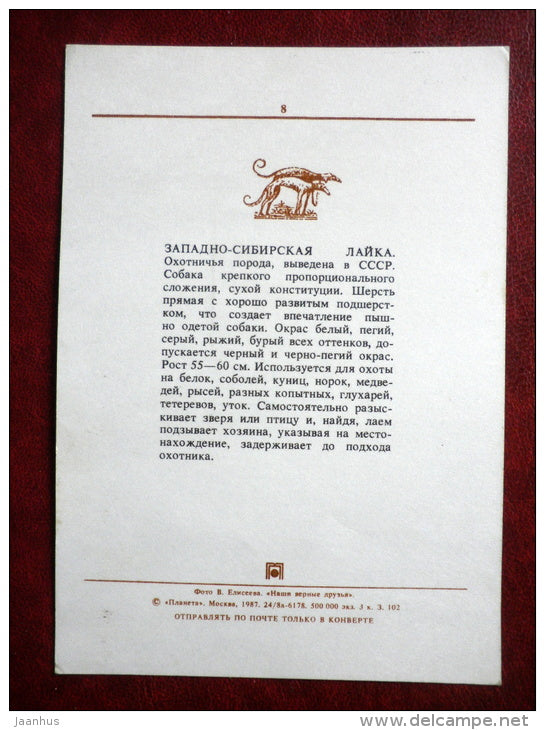 8
ЗАПАДНО-СИБИРСКАЯ ЛАЙКА.
Охотничья порода, выведена в СССР.
Собака крепкого пропорционального
сложения, сухой конституции. Шерсть
прямая с хорошо развитым подшерст-
ком, что создает впечатление пыш-
но одетой собаки. Окрас белый, пегий,
серый, рыжий, бурый всех оттенков, до-
пускается черный и черно-пегий окрас.
Рост 55—60 см. Используется для охоты
на белок, соболей, куниц, норок, медве-
дей, рысей, разных копытных, глухарей,
тетеревов, уток. Самостоятельно разыс-
кивает зверя или птицу и, найдя, лаем
подзывает хозяина, указывая на место-
нахождение, задерживает до подхода
охотника.
Фото В. Елисеева. «Наши верные друзья».
© «Планета». Москва, 1987. 24/8а-6178. 500 000 экз. 3 к. З. 102
ОТПРАВЛЯТЬ ПО ПОЧТЕ ТОЛЬКО В КОНВЕРТЕ
jaanhus
delcampe.net